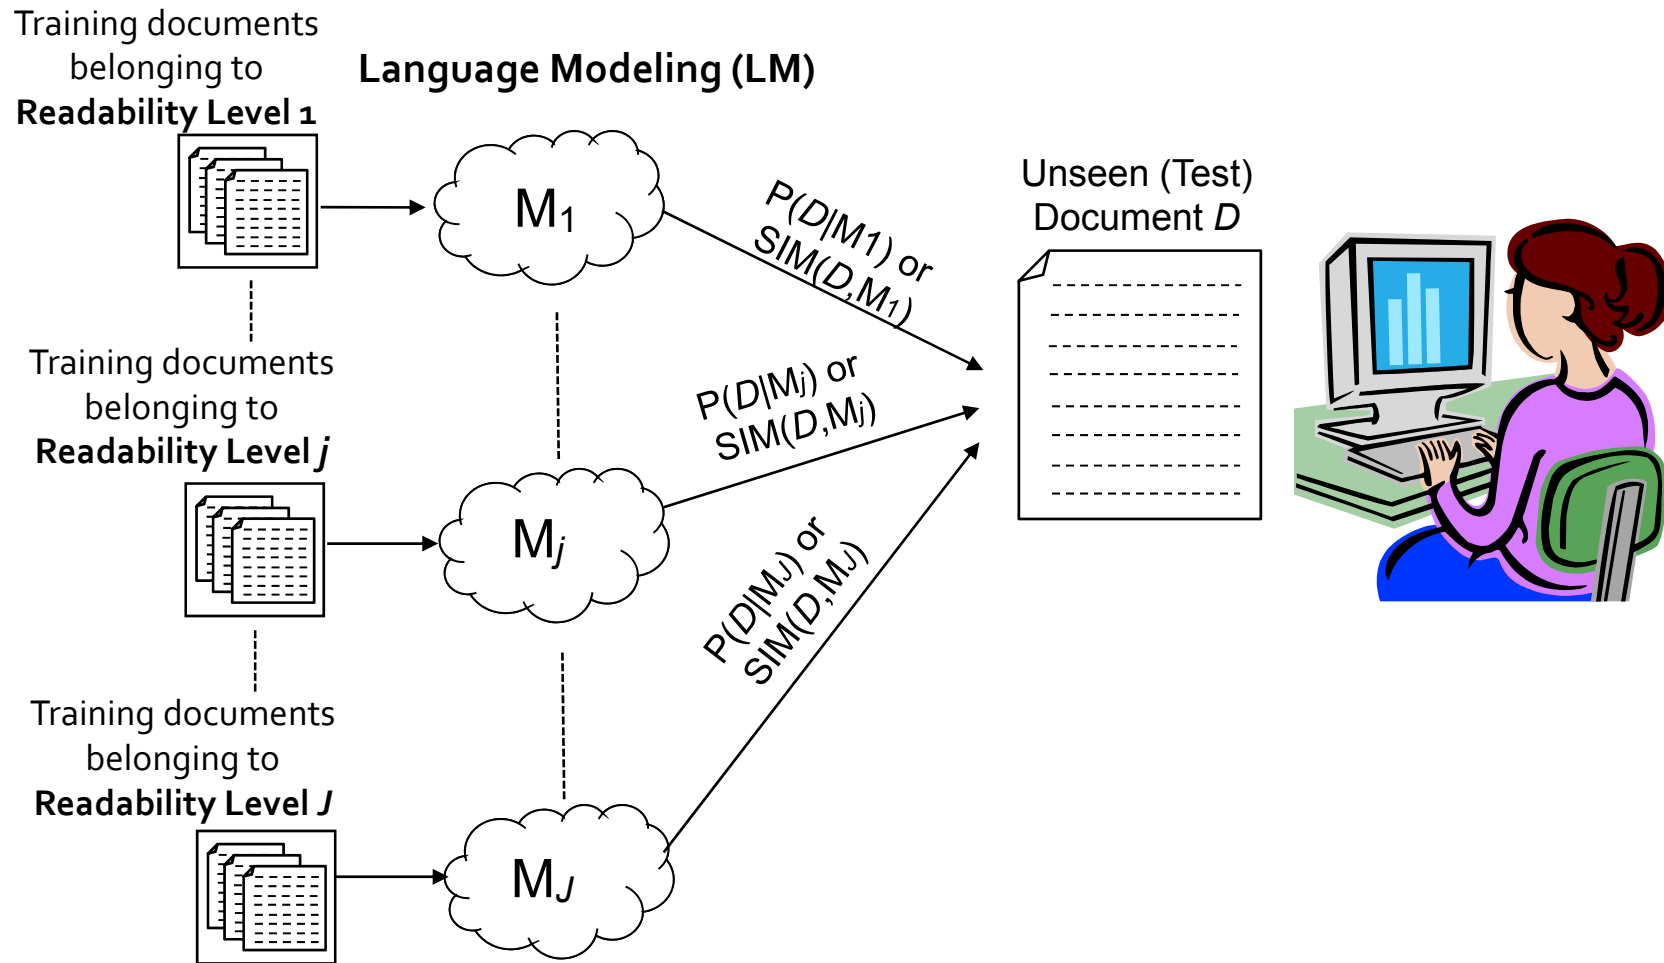 Training documents
belonging to
Readability Level 1
Language Modeling (LM)
M1
P(D|M1) or
SIM(D,M1)
Unseen (Test)
Document D
Training documents
belonging to
Readability Level j
Mj
P(D|Mj) or
SIM(D,Mj)
Training documents
belonging to
Readability Level J
MJ
P(D|MJ) or
SIM(D,MJ)